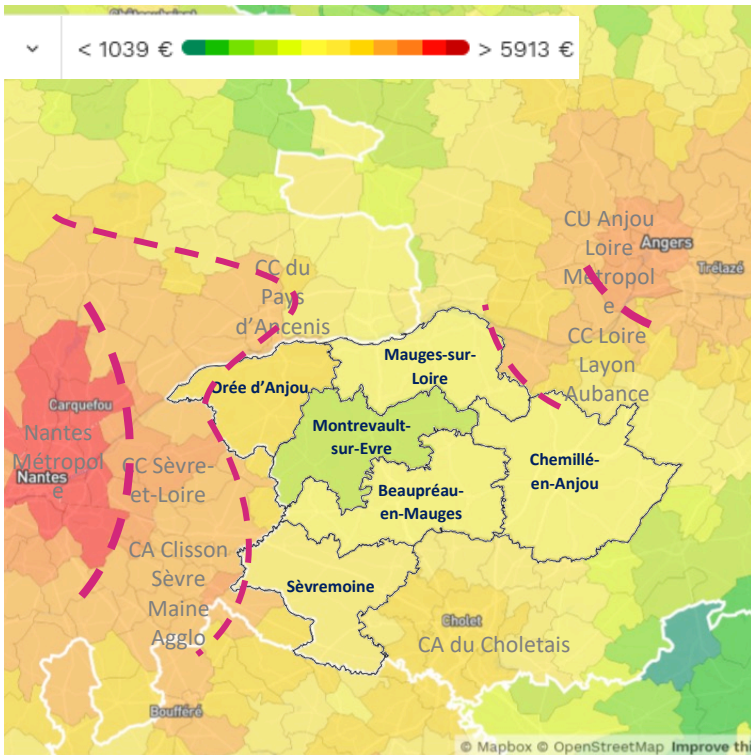 < 1039 €
> 5913 €
CU Anjou
Loire
Métropol
e
Angers
Trélazé
CC du
Pays
d'Ancenis
CC Loire
Layon
Aubance
Mauges-sur-
Loire
Orée d'Anjou
Carquefou
Nantes
Métropol
e
Nantes
Montrevault-
sur-Evre
Chemillé-
en-Anjou
CC Sèvre-
et-Loire
Beaupréau-
en-Mauges
CA Clisson
Sèvre
Maine
Agglo
Sèvremoine
Cholet
CA du Choletais
Boufféré
© Mapbox © OpenStreetMap Improve th